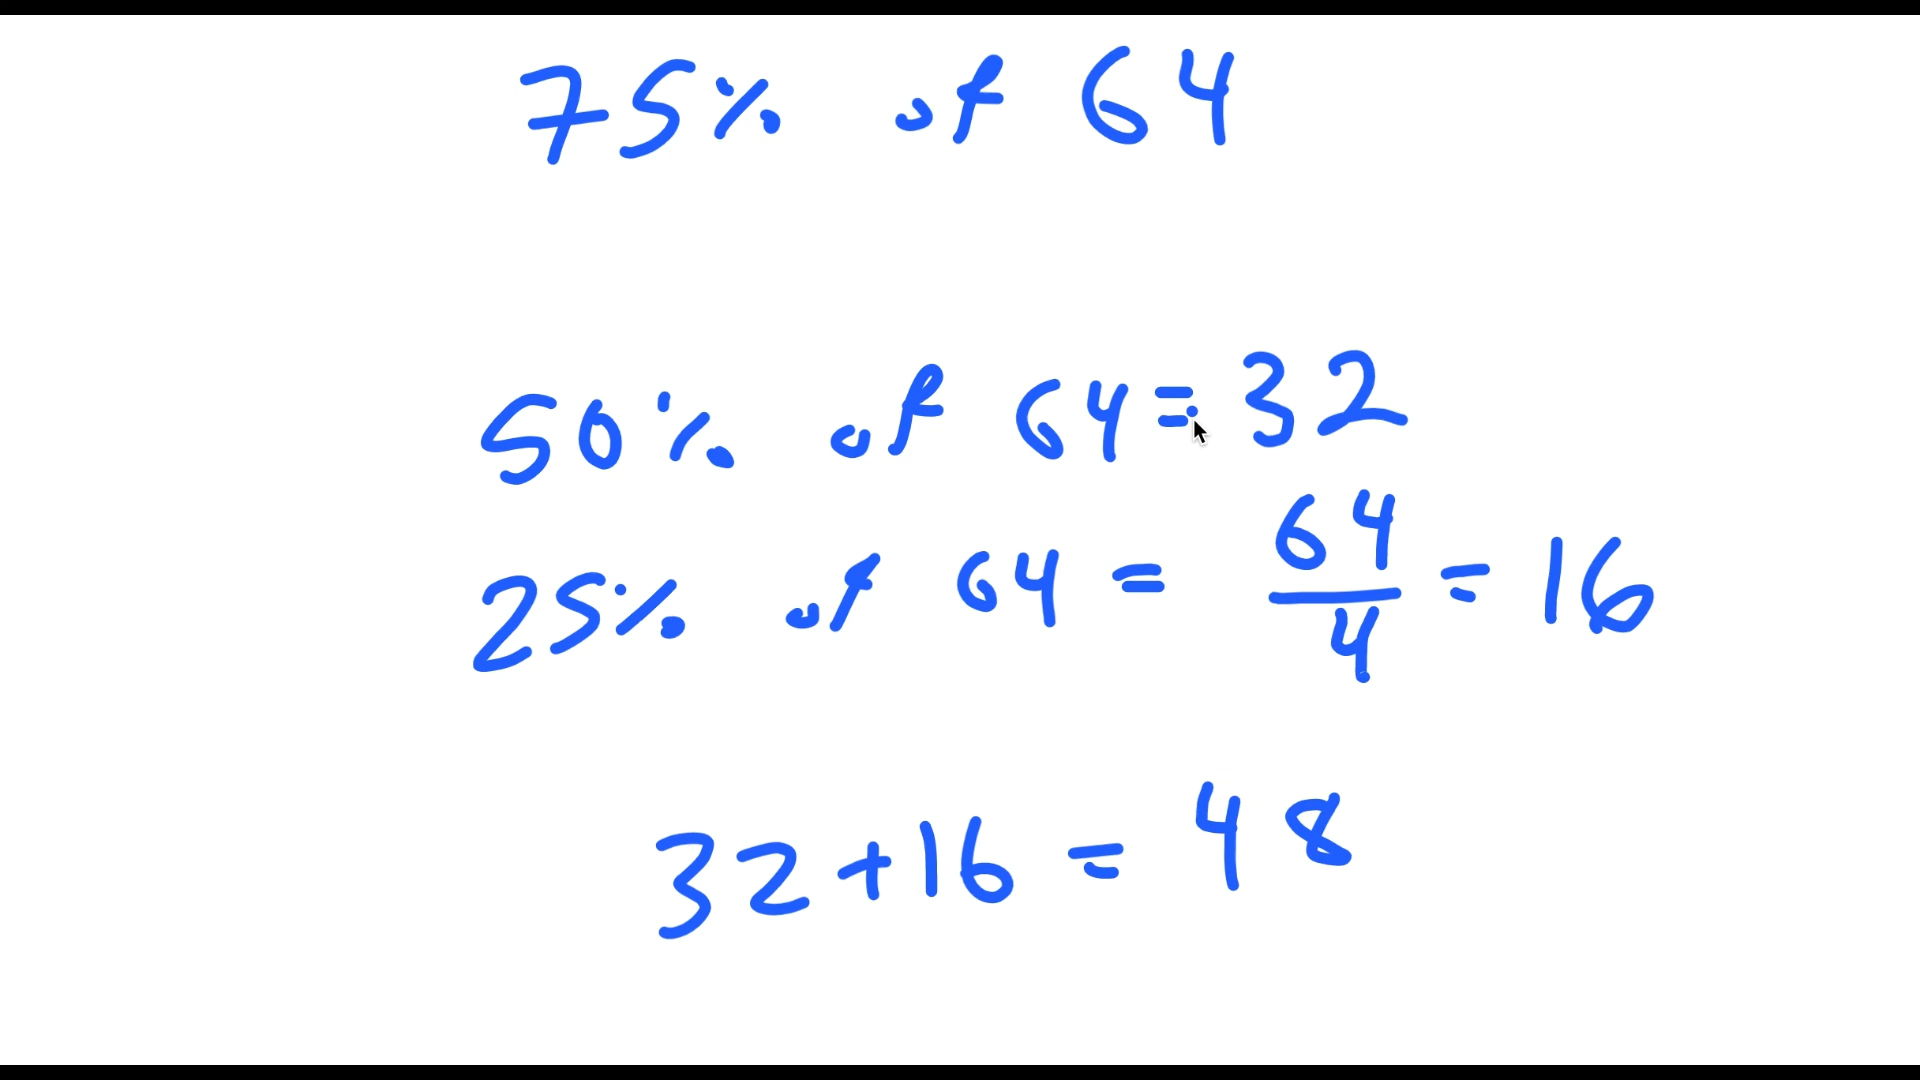 75% of 64
50% of 64 = 32
25% of 64 = 64/4 = 16
32 + 16 = 48